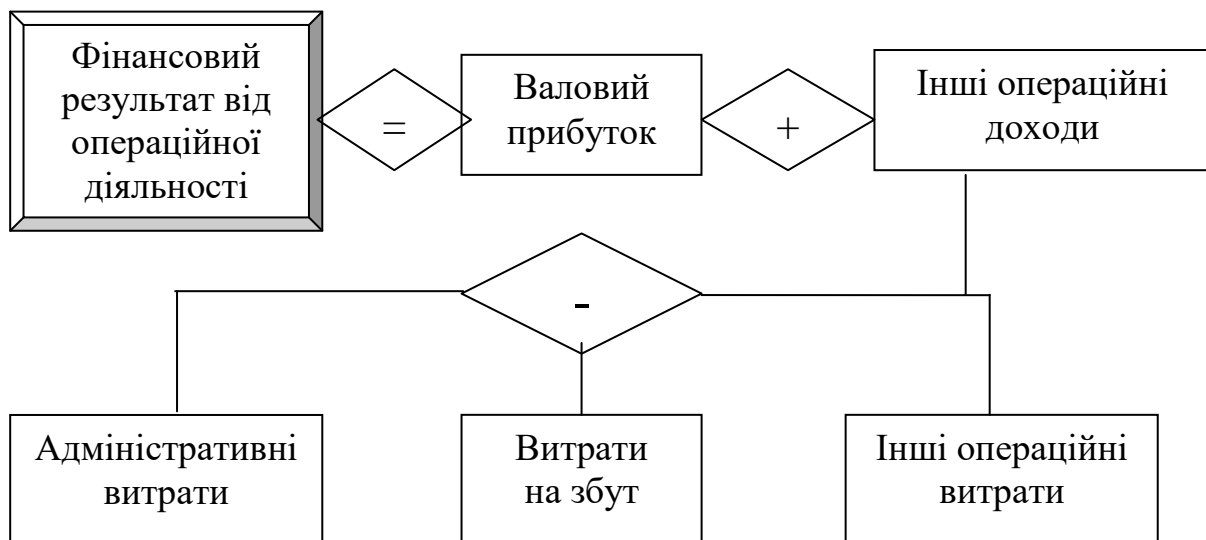 Фінансовий
результат від
операційної
діяльності
=
Валовий
прибуток
+
Інші операційні
доходи
-
Адміністративні
витрати
Витрати
на збут
Інші операційні
витрати